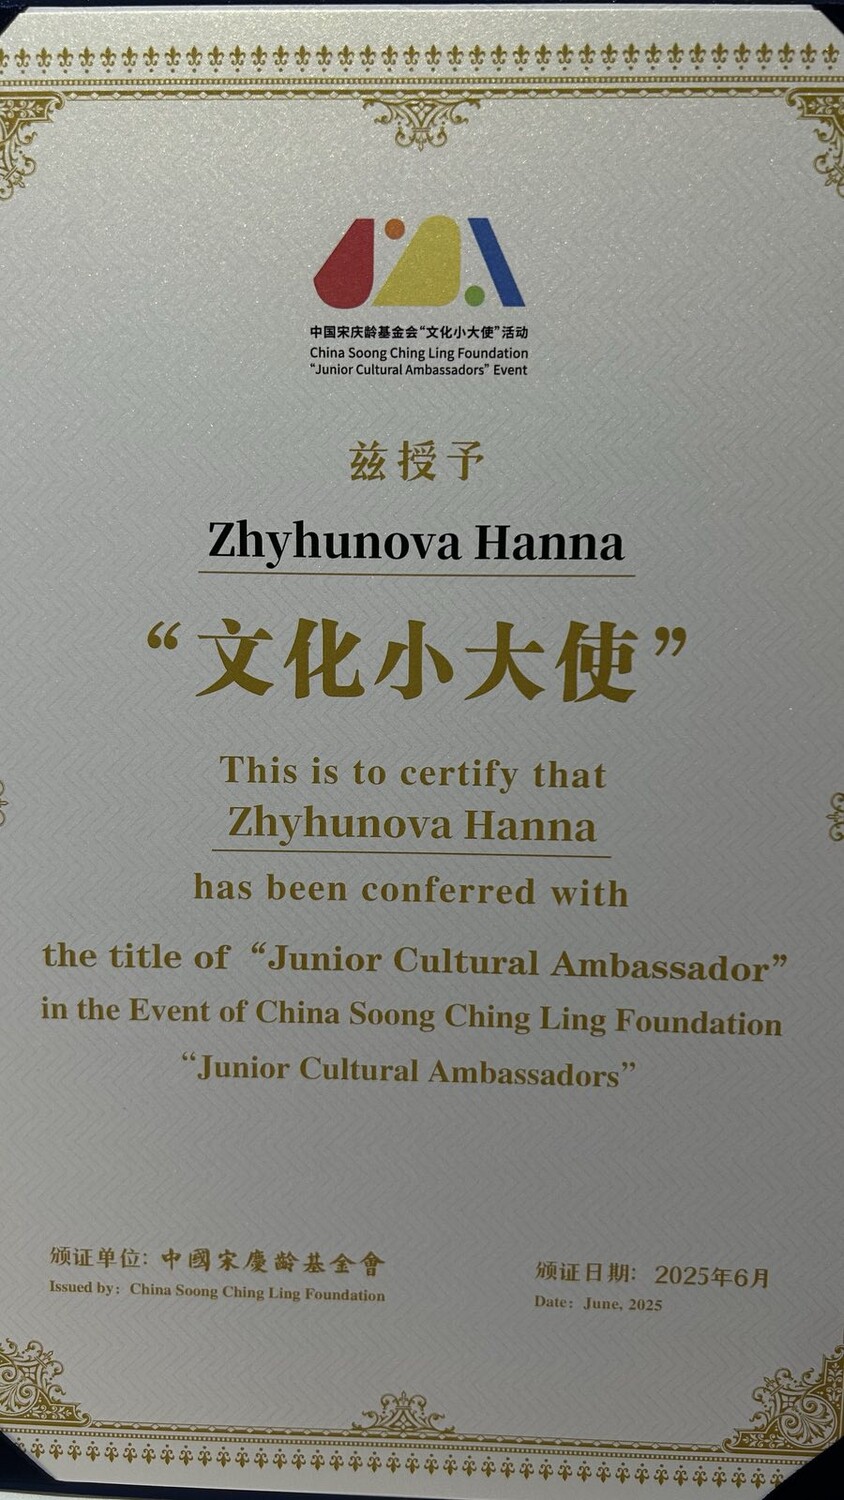 中国宋庆龄基金会“文化小大使”活动
China Soong Ching Ling Foundation
“Junior Cultural Ambassadors” Event
兹授予
Zhyhunova Hanna
“文化小大使”
This is to certify that
Zhyhunova Hanna
has been conferred with
the title of “Junior Cultural Ambassador”
in the Event of China Soong Ching Ling Foundation
“Junior Cultural Ambassadors”
颁证单位: 中國宋慶齡基金會
Issued by: China Soong Ching Ling Foundation
颁证日期: 2025年6月
Date: June, 2025